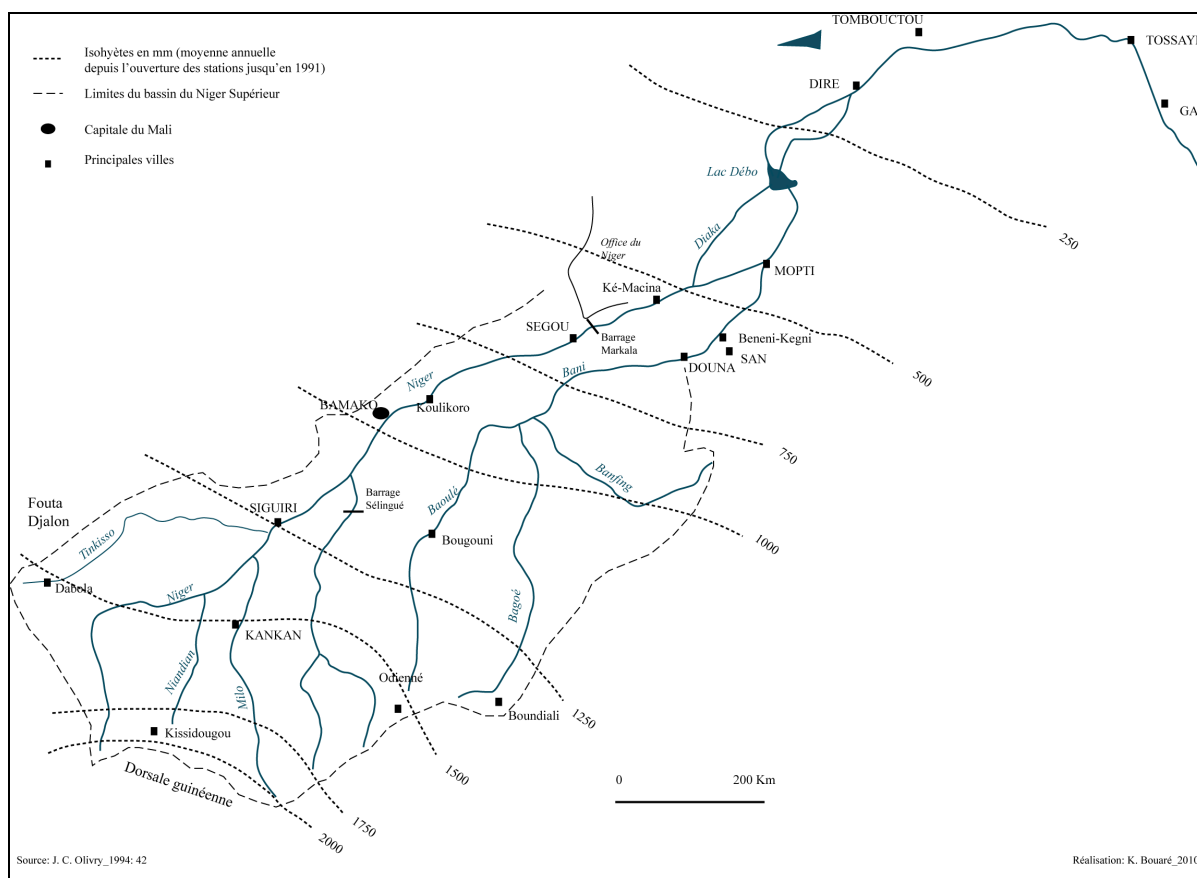 Isohyètes en mm (moyenne annuelle
depuis l'ouverture des stations jusqu'en 1991)
Limites du bassin du Niger Supérieur
Capitale du Mali
Principales villes
TOMBOUCTOU
TOSSAYE
DIRE
GA
Lac Débo
250
Diaka
Office du
Niger
MOPTI
Ké-Macina
SEGOU
Barrage
Markala
Beneni-Kegni
SAN
DOUNA
500
Bani
Niger
BAMAKO
Koulikoro
750
Banfing
Barrage
Sélingué
Baoulé
SIGUIRI
Fouta
Djalon
Tinkisso
Bougouni
1000
Dabola
Niger
Bagoé
KANKAN
Niandian
Milo
Odienné
Boundiali
1250
Kissidougou
Dorsale guinéenne
1500
1750
2000
0 200 Km
Source: J. C. Olivry_1994: 42
Réalisation: K. Bouaré_2010